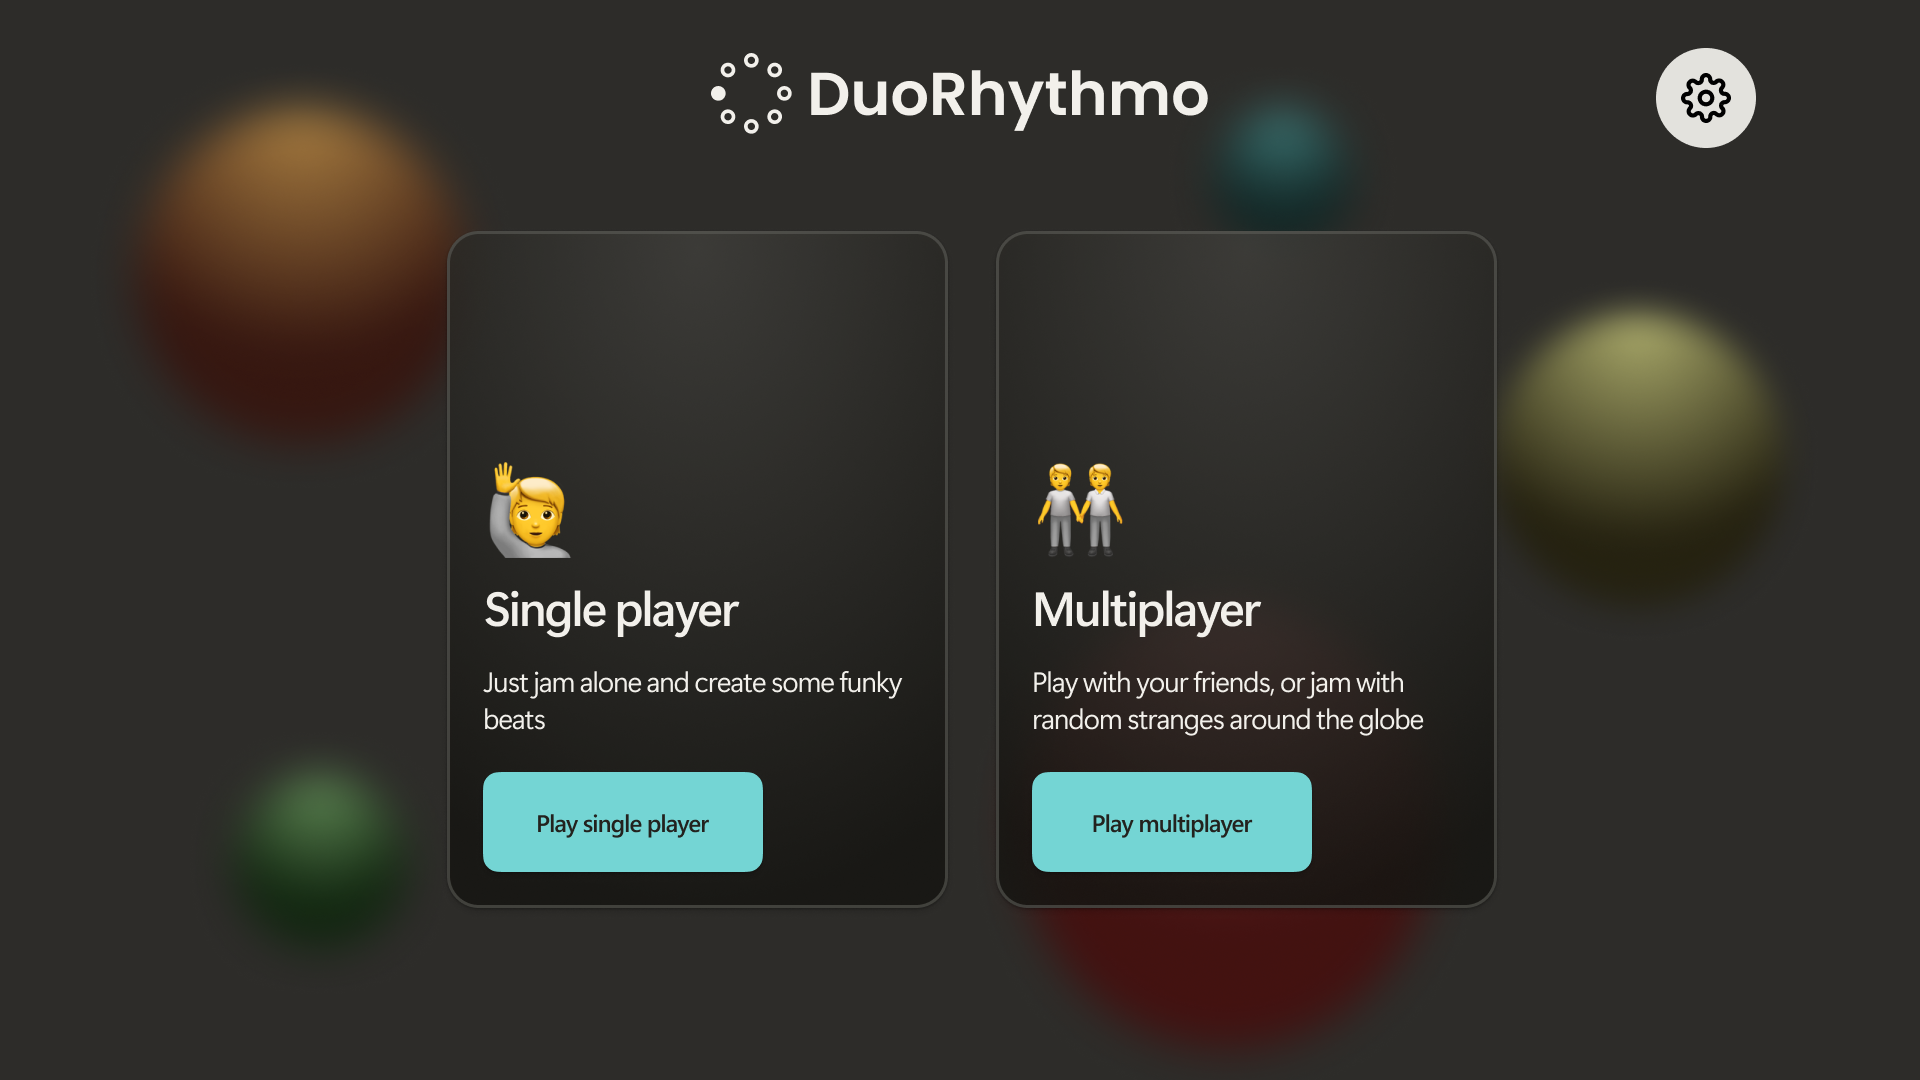 DuoRhythmo
Single player
Just jam alone and create some funky
beats
Play single player
Multiplayer
Play with your friends, or jam with
random stranges around the globe
Play multiplayer